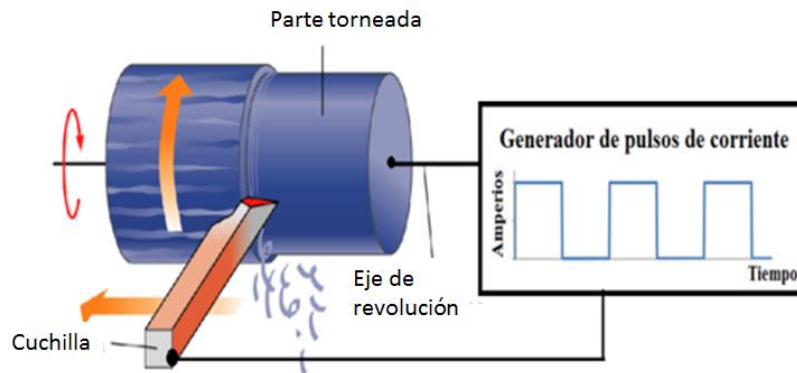 Parte torneada
Generador de pulsos de corriente
Amperios
Tiempo
Eje de
revolución
Cuchilla